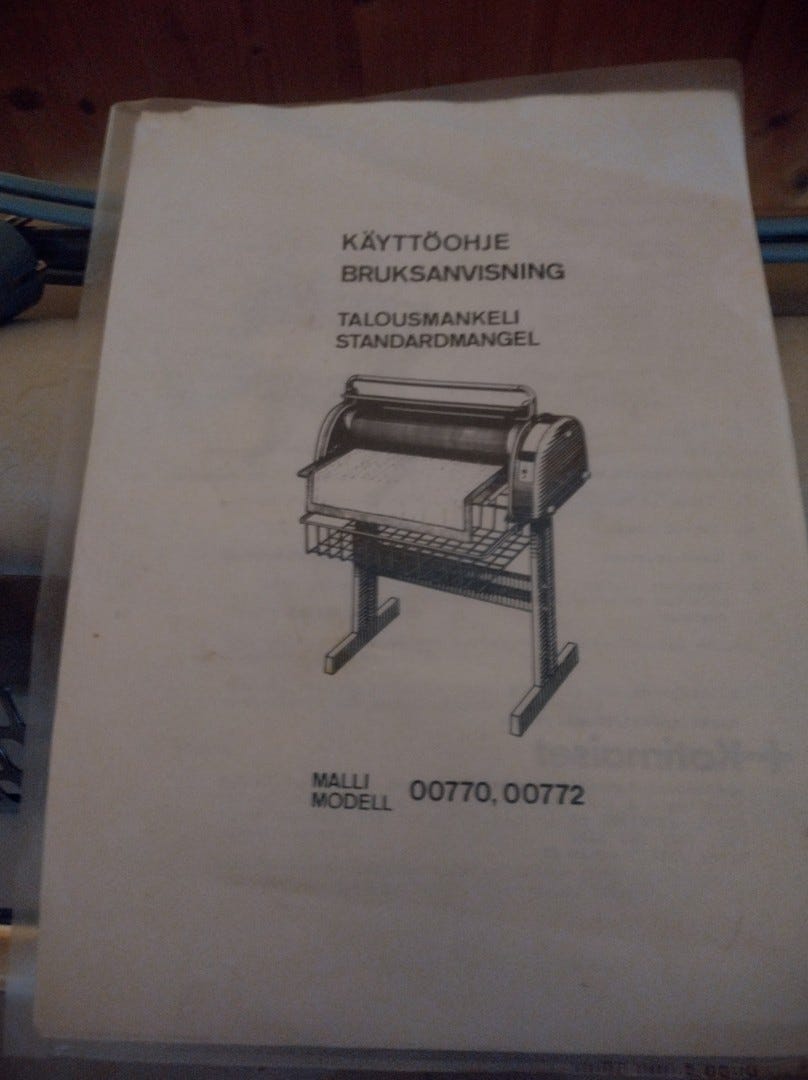 KÄYTTÖOHJE
BRUKSANVISNING
TALOUSMANKELI
STANDARDMANGEL
MALLI
MODELL 00770, 00772